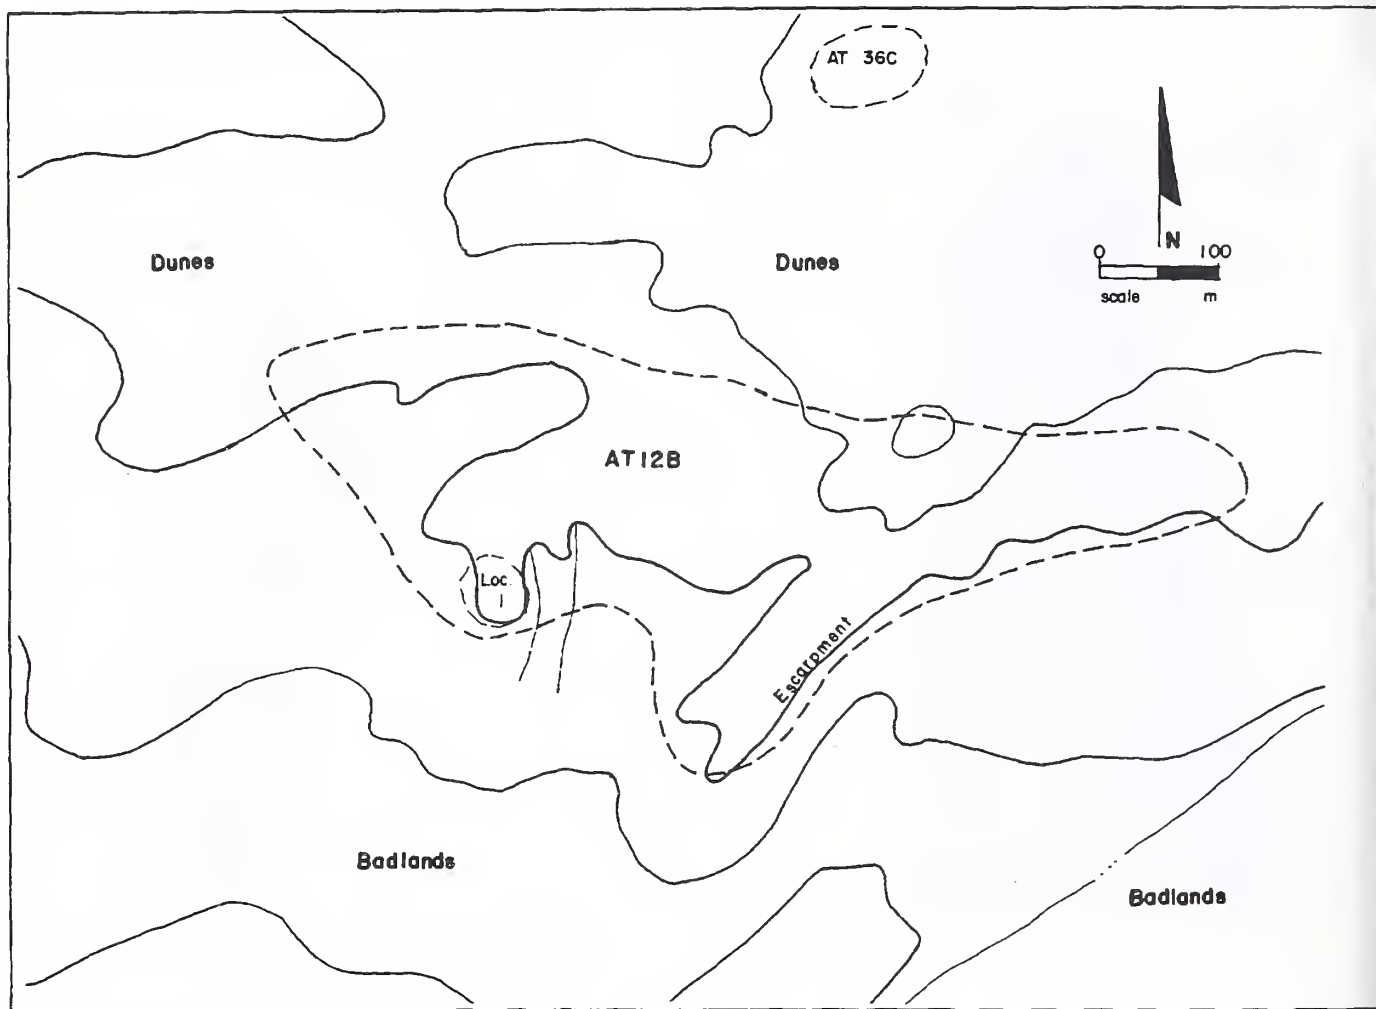 AT 36C
N
0 100
scale m
Dunes
Dunes
AT12B
Loc.
1
Escarpment
Badlands
Badlands